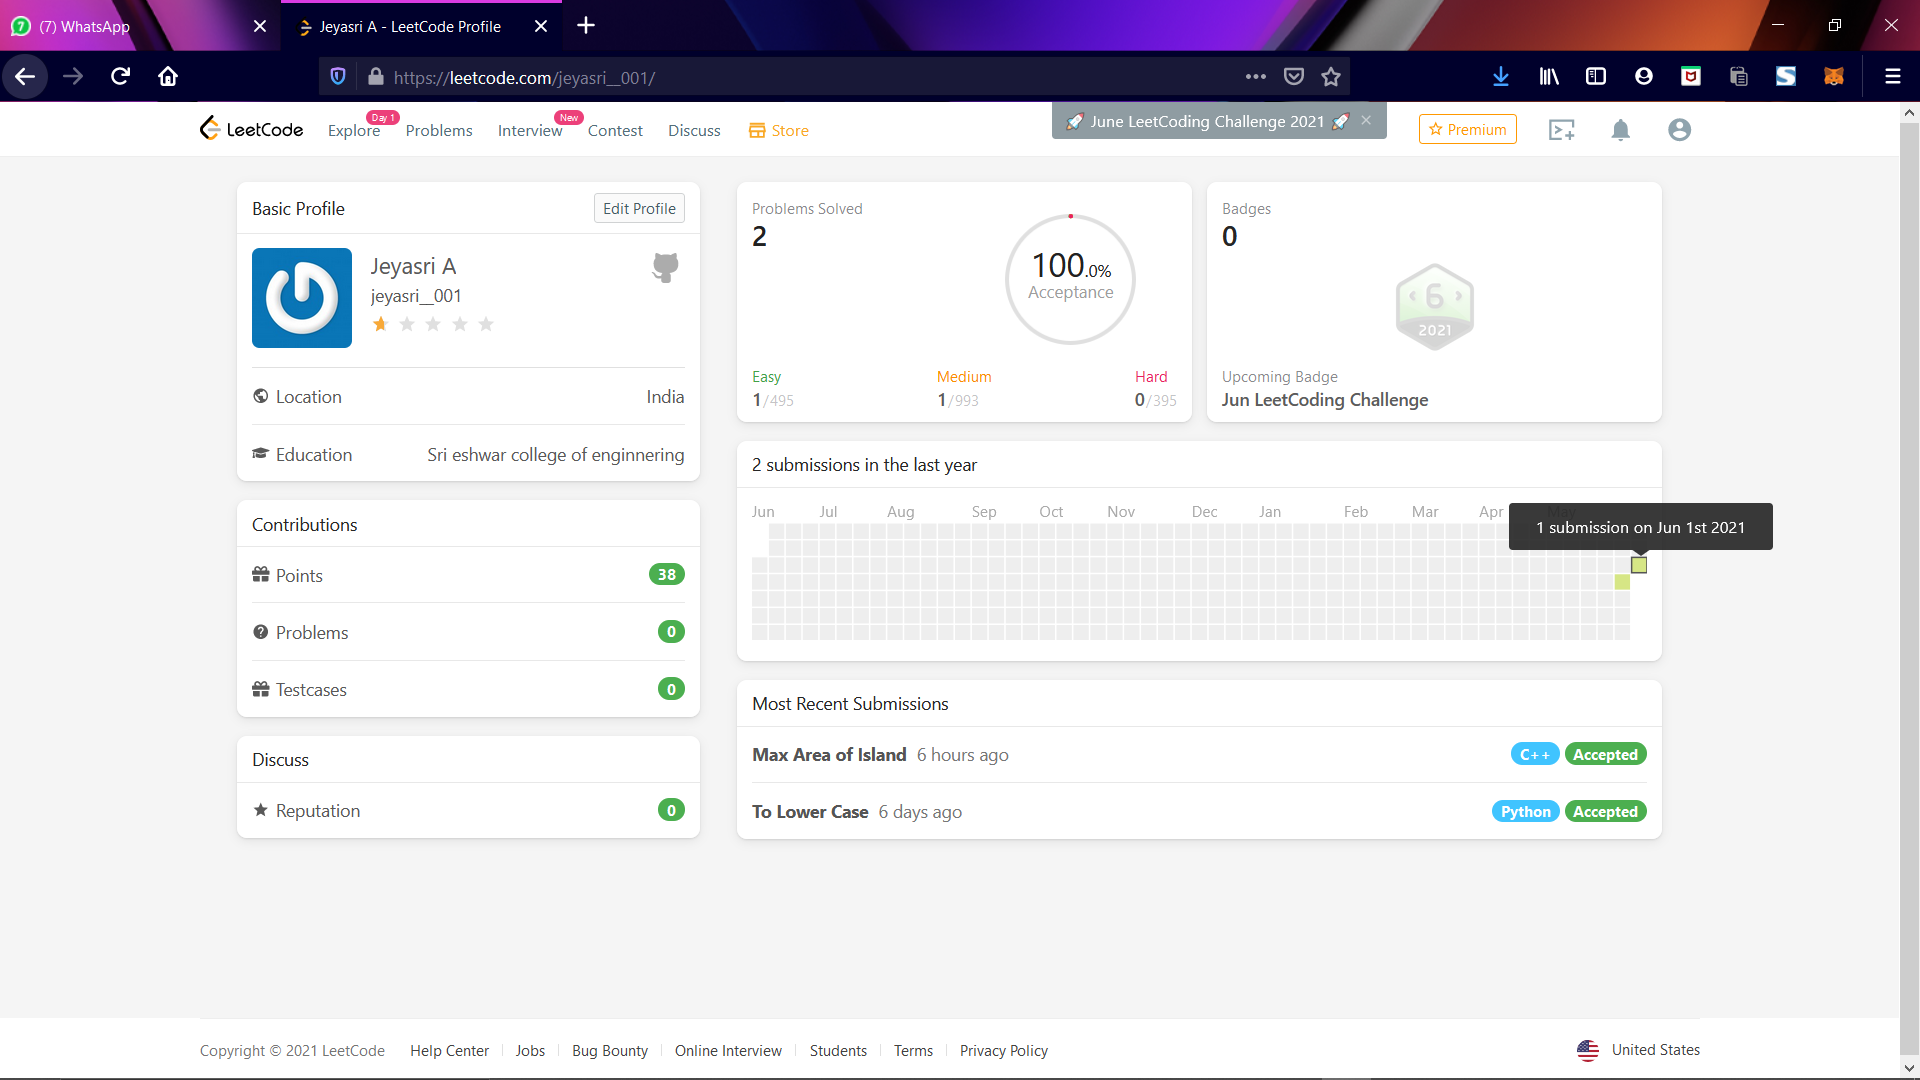 (7) WhatsApp
Jeyasri A - LeetCode Profile
https://leetcode.com/jeyasri__001/
LeetCode
Explore
Day 1
Problems
Interview
New
Contest
Discuss
Store
🚀 June LeetCoding Challenge 2021 🚀
Premium
Basic Profile
Edit Profile
Jeyasri A
jeyasri__001
Location
India
Education
Sri eshwar college of enginnering
Contributions
Points
38
Problems
0
Testcases
0
Discuss
Reputation
0
Problems Solved
2
100.0%
Acceptance
Easy
1/495
Medium
1/993
Hard
0/395
Badges
0
6
2021
Upcoming Badge
Jun LeetCoding Challenge
2 submissions in the last year
Jun Jul Aug Sep Oct Nov Dec Jan Feb Mar Apr May
1 submission on Jun 1st 2021
Most Recent Submissions
Max Area of Island 6 hours ago
C++ Accepted
To Lower Case 6 days ago
Python Accepted
Copyright © 2021 LeetCode
Help Center
Jobs
Bug Bounty
Online Interview
Students
Terms
Privacy Policy
United States